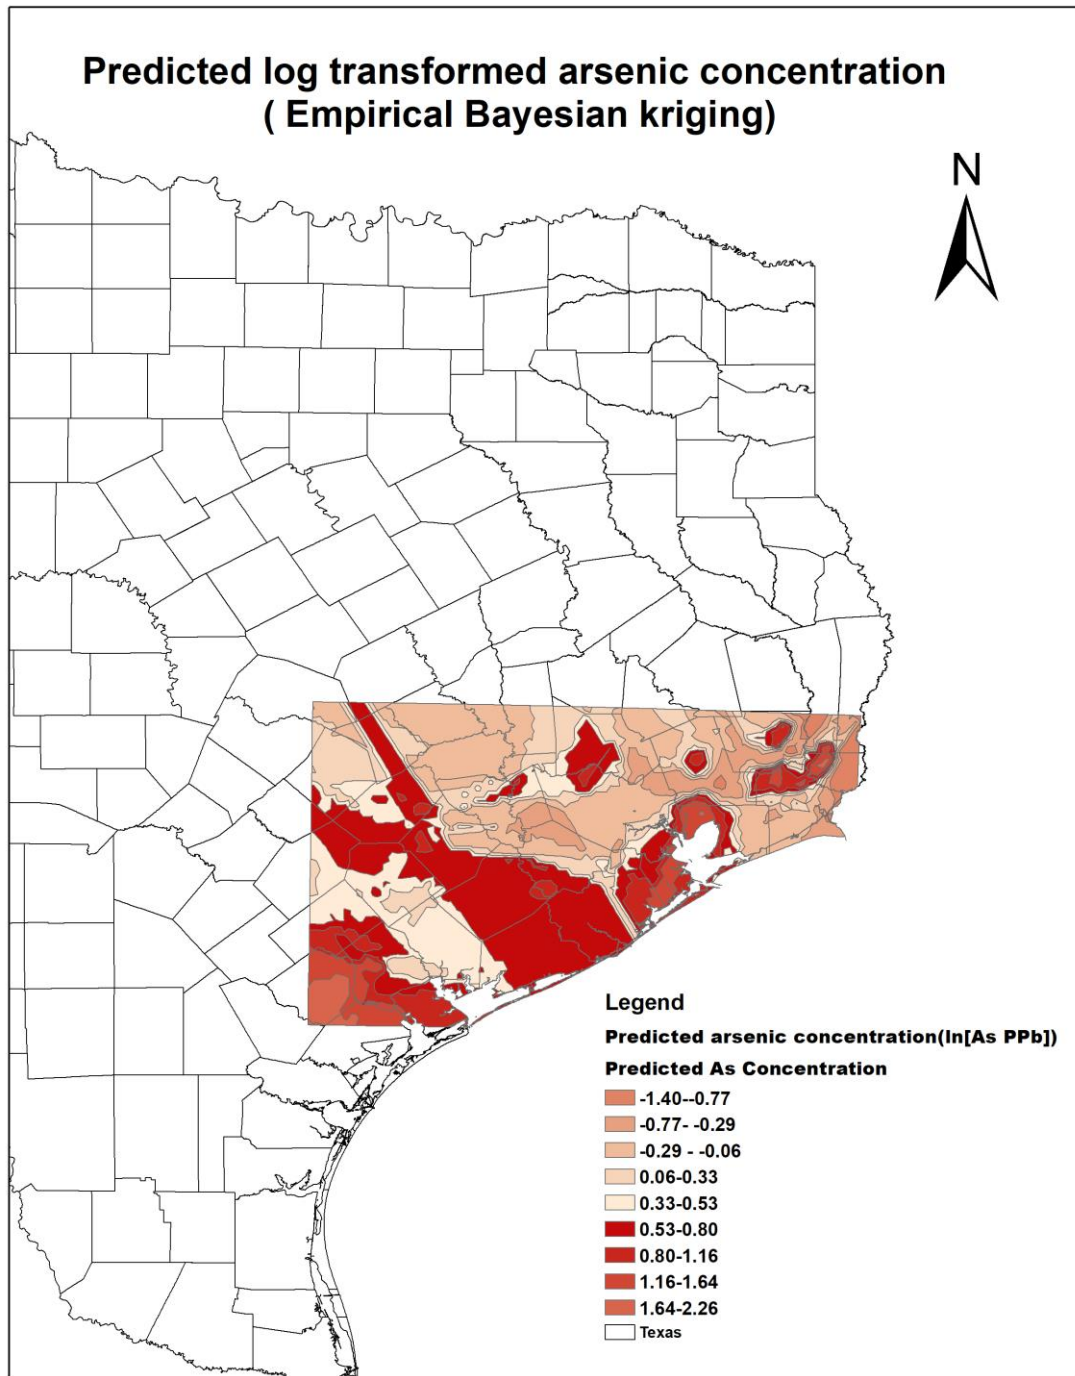 Predicted log transformed arsenic concentration
( Empirical Bayesian kriging)
N
Legend
Predicted arsenic concentration(ln[As PPb])
Predicted As Concentration
-1.40--0.77
-0.77- -0.29
-0.29 - -0.06
0.06-0.33
0.33-0.53
0.53-0.80
0.80-1.16
1.16-1.64
1.64-2.26
Texas